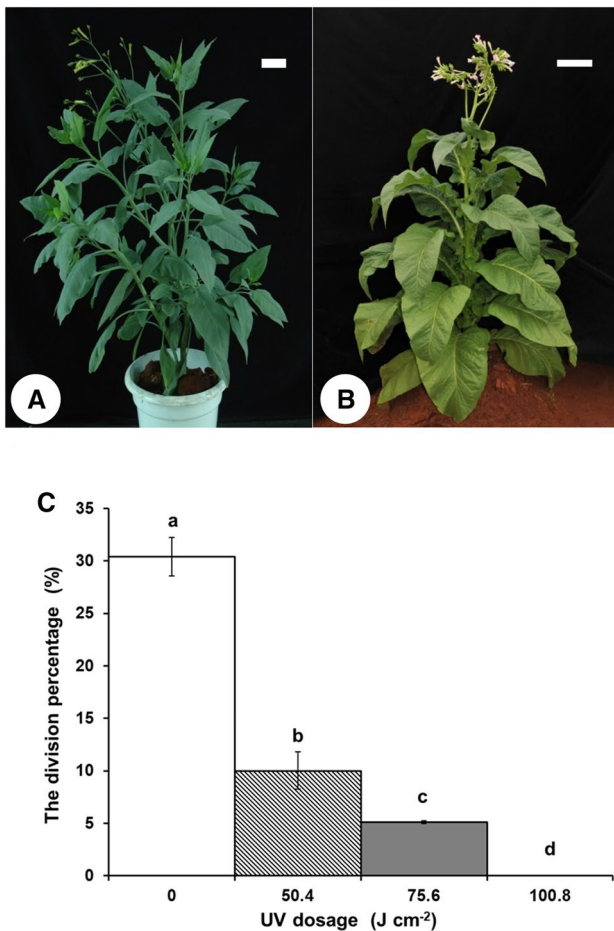 A
B
C
The division percentage (%)
35
30
25
20
15
10
5
0
a
b
c
d
0 50.4 75.6 100.8
UV dosage (J cm-2)